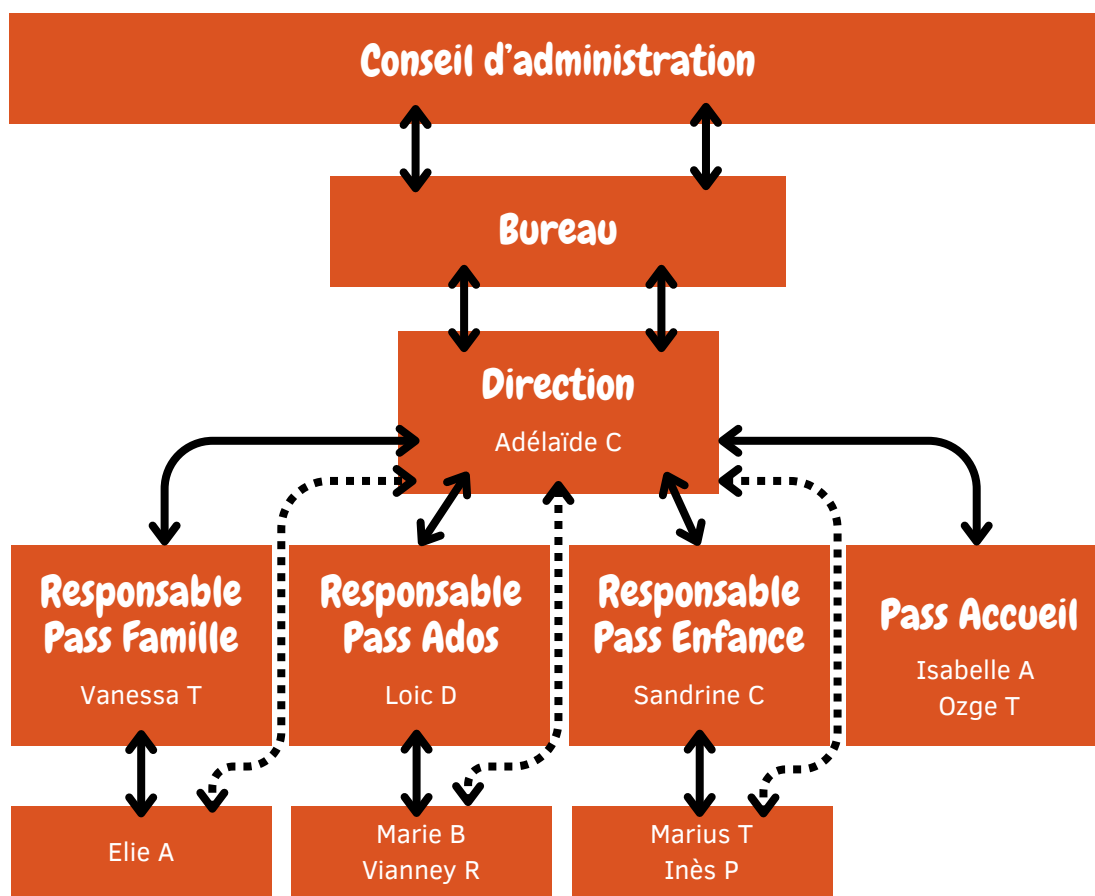 Conseil d’administration
Bureau
Direction
Adélaïde C
Responsable
Pass Famille
Vanessa T
Responsable
Pass Ados
Loic D
Responsable
Pass Enfance
Sandrine C
Pass Accueil
Isabelle A
Ozge T
Elie A
Marie B
Vianney R
Marius T
Inès P